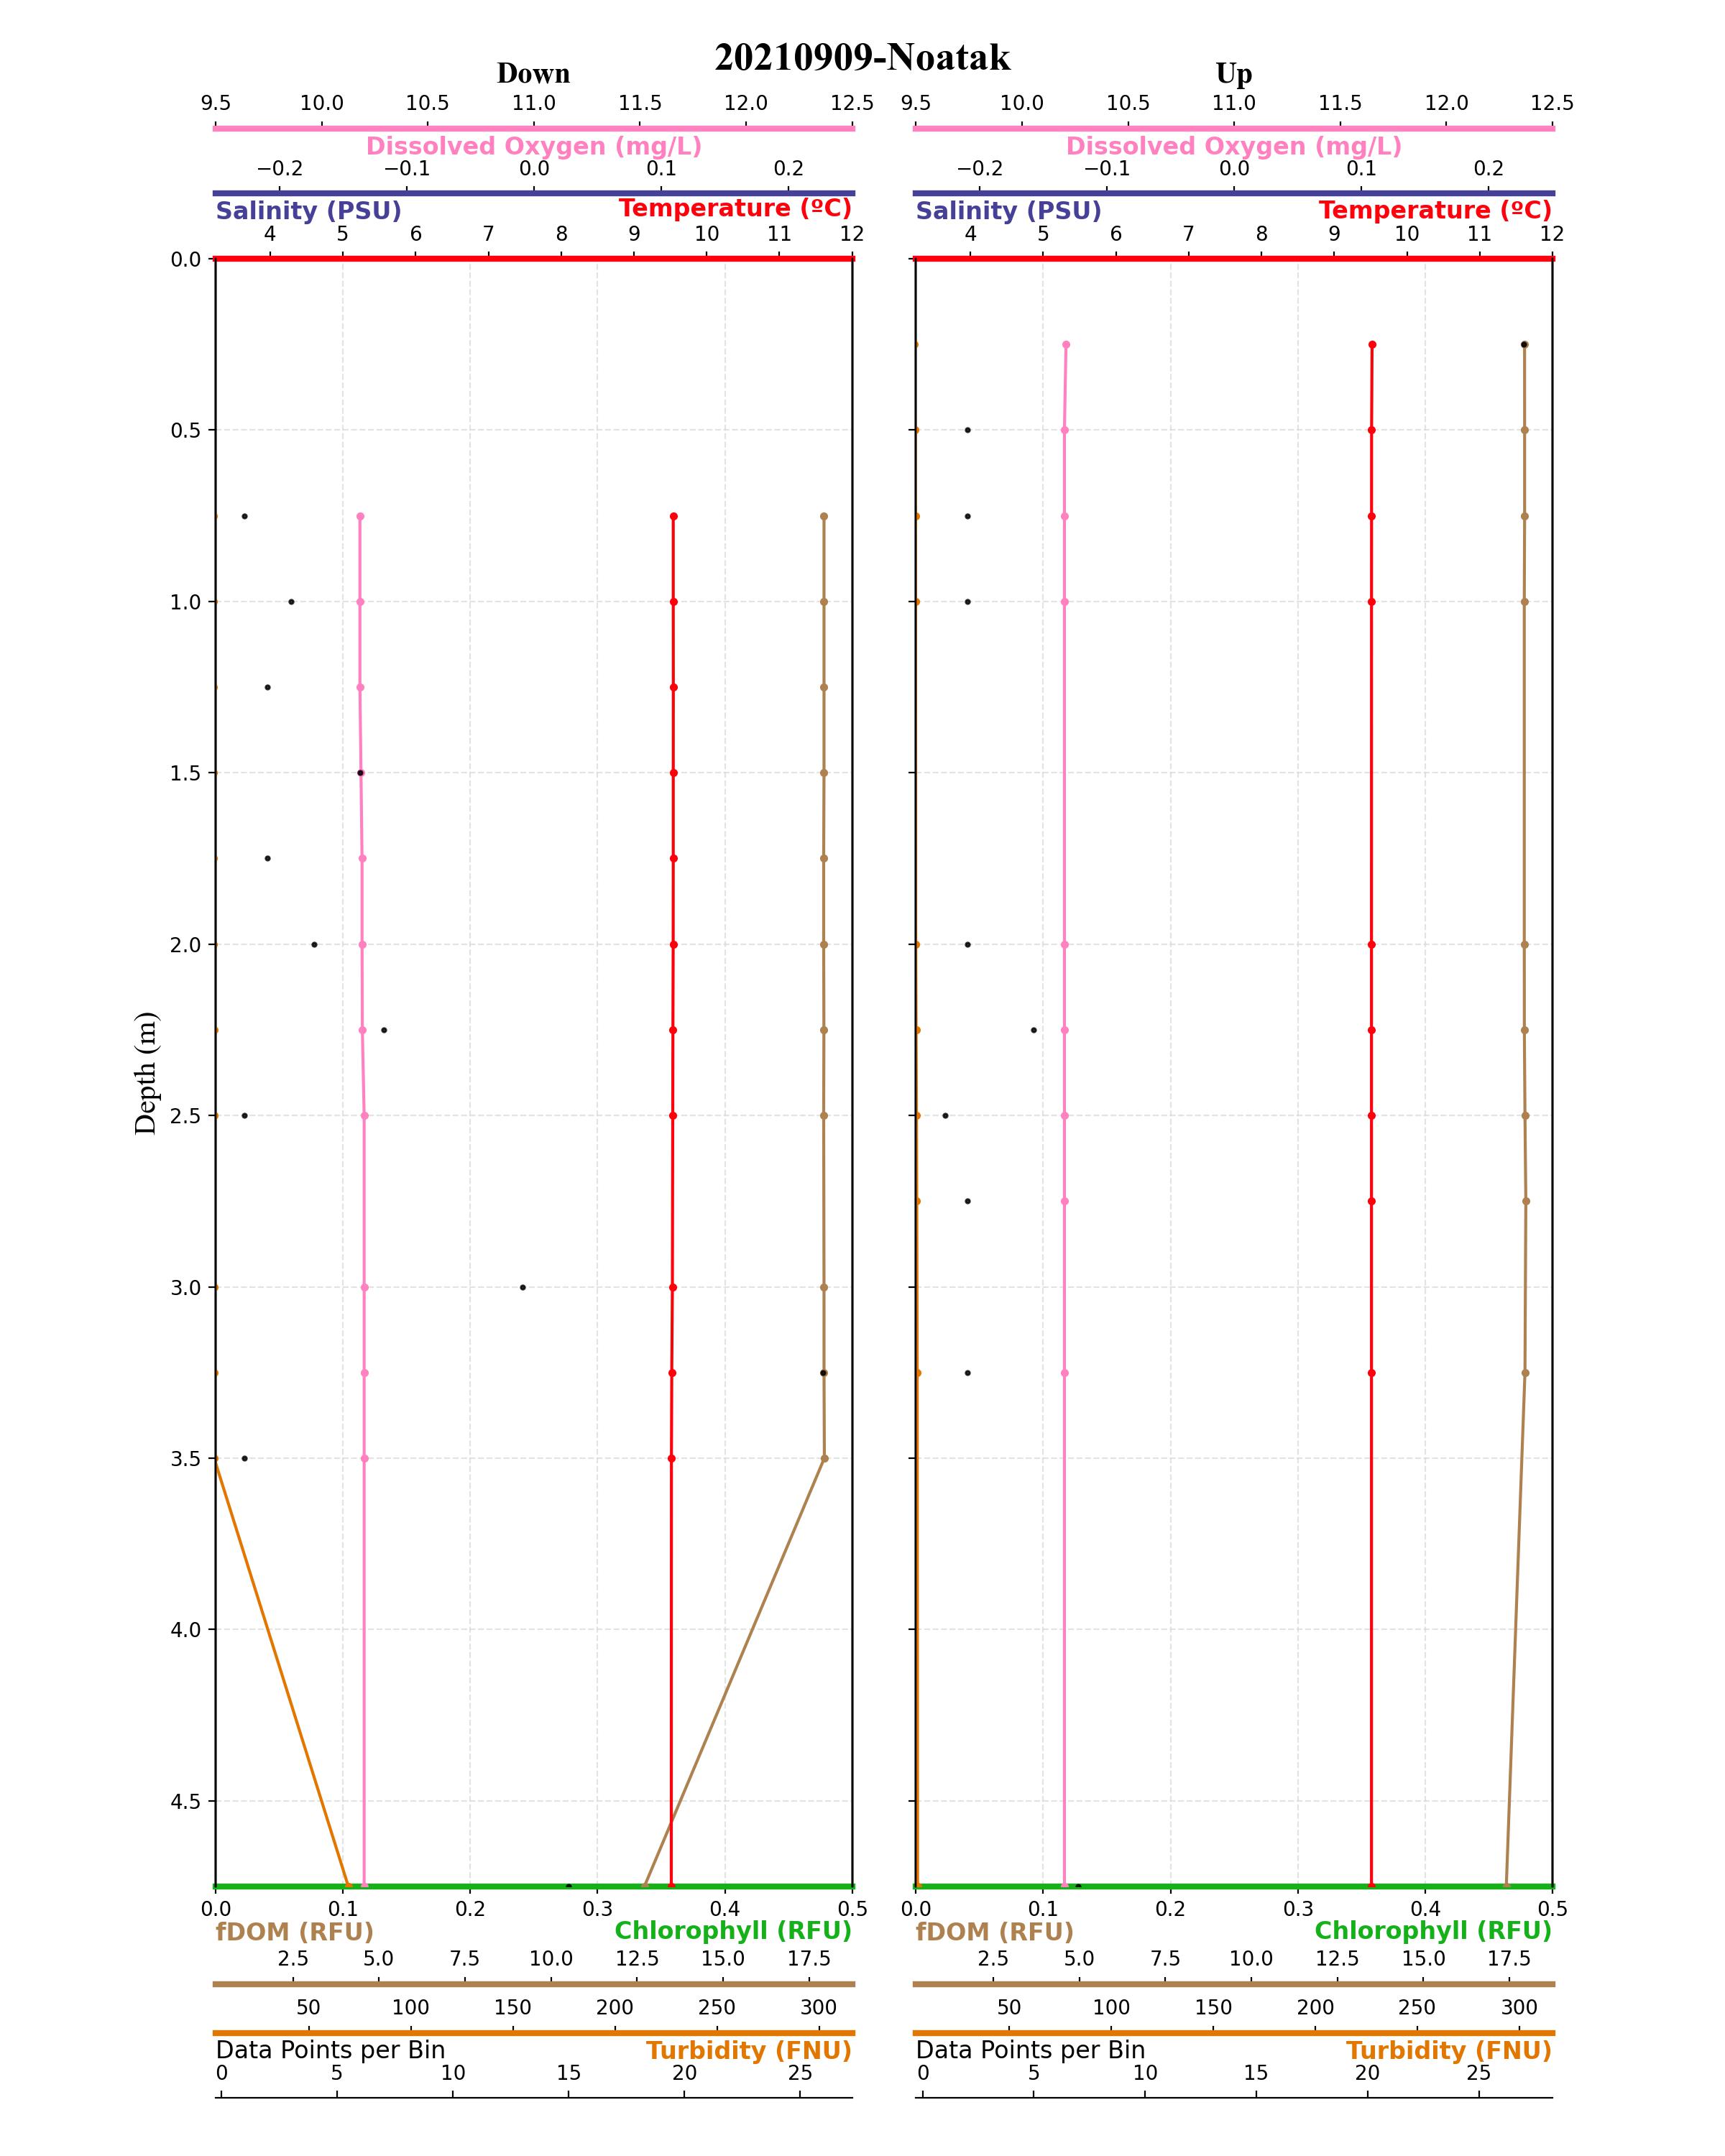 20210909-Noatak
Down Up
9.5 10.0 10.5 11.0 11.5 12.0 12.5 9.5 10.0 10.5 11.0 11.5 12.0 12.5
Dissolved Oxygen (mg/L) Dissolved Oxygen (mg/L)
−0.2 −0.1 0.0 0.1 0.2 −0.2 −0.1 0.0 0.1 0.2
Salinity (PSU) Temperature (ºC) Salinity (PSU) Temperature (ºC)
4 5 6 7 8 9 10 11 12 4 5 6 7 8 9 10 11 12
0.0
0.5
1.0
1.5
2.0
Depth (m)
2.5
3.0
3.5
4.0
4.5
0.0 0.1 0.2 0.3 0.4 0.5 0.0 0.1 0.2 0.3 0.4 0.5
fDOM (RFU) Chlorophyll (RFU) fDOM (RFU) Chlorophyll (RFU)
2.5 5.0 7.5 10.0 12.5 15.0 17.5 2.5 5.0 7.5 10.0 12.5 15.0 17.5
50 100 150 200 250 300 50 100 150 200 250 300
Data Points per Bin Turbidity (FNU) Data Points per Bin Turbidity (FNU)
0 5 10 15 20 25 0 5 10 15 20 25